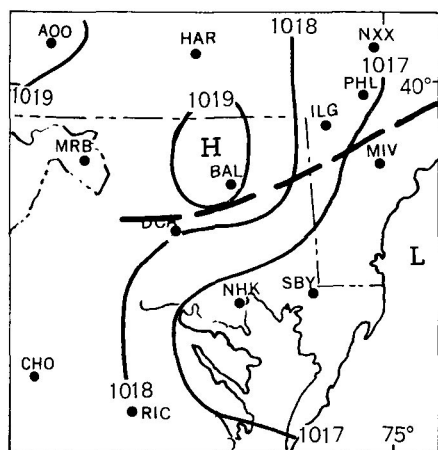 AOO
HAR
1018
NXX
1017
PHL
40°
1019
1019
ILG
MRB
H
BAL
MIV
DCA
L
NHK
SBY
CHO
1018
RIC
1017
75°